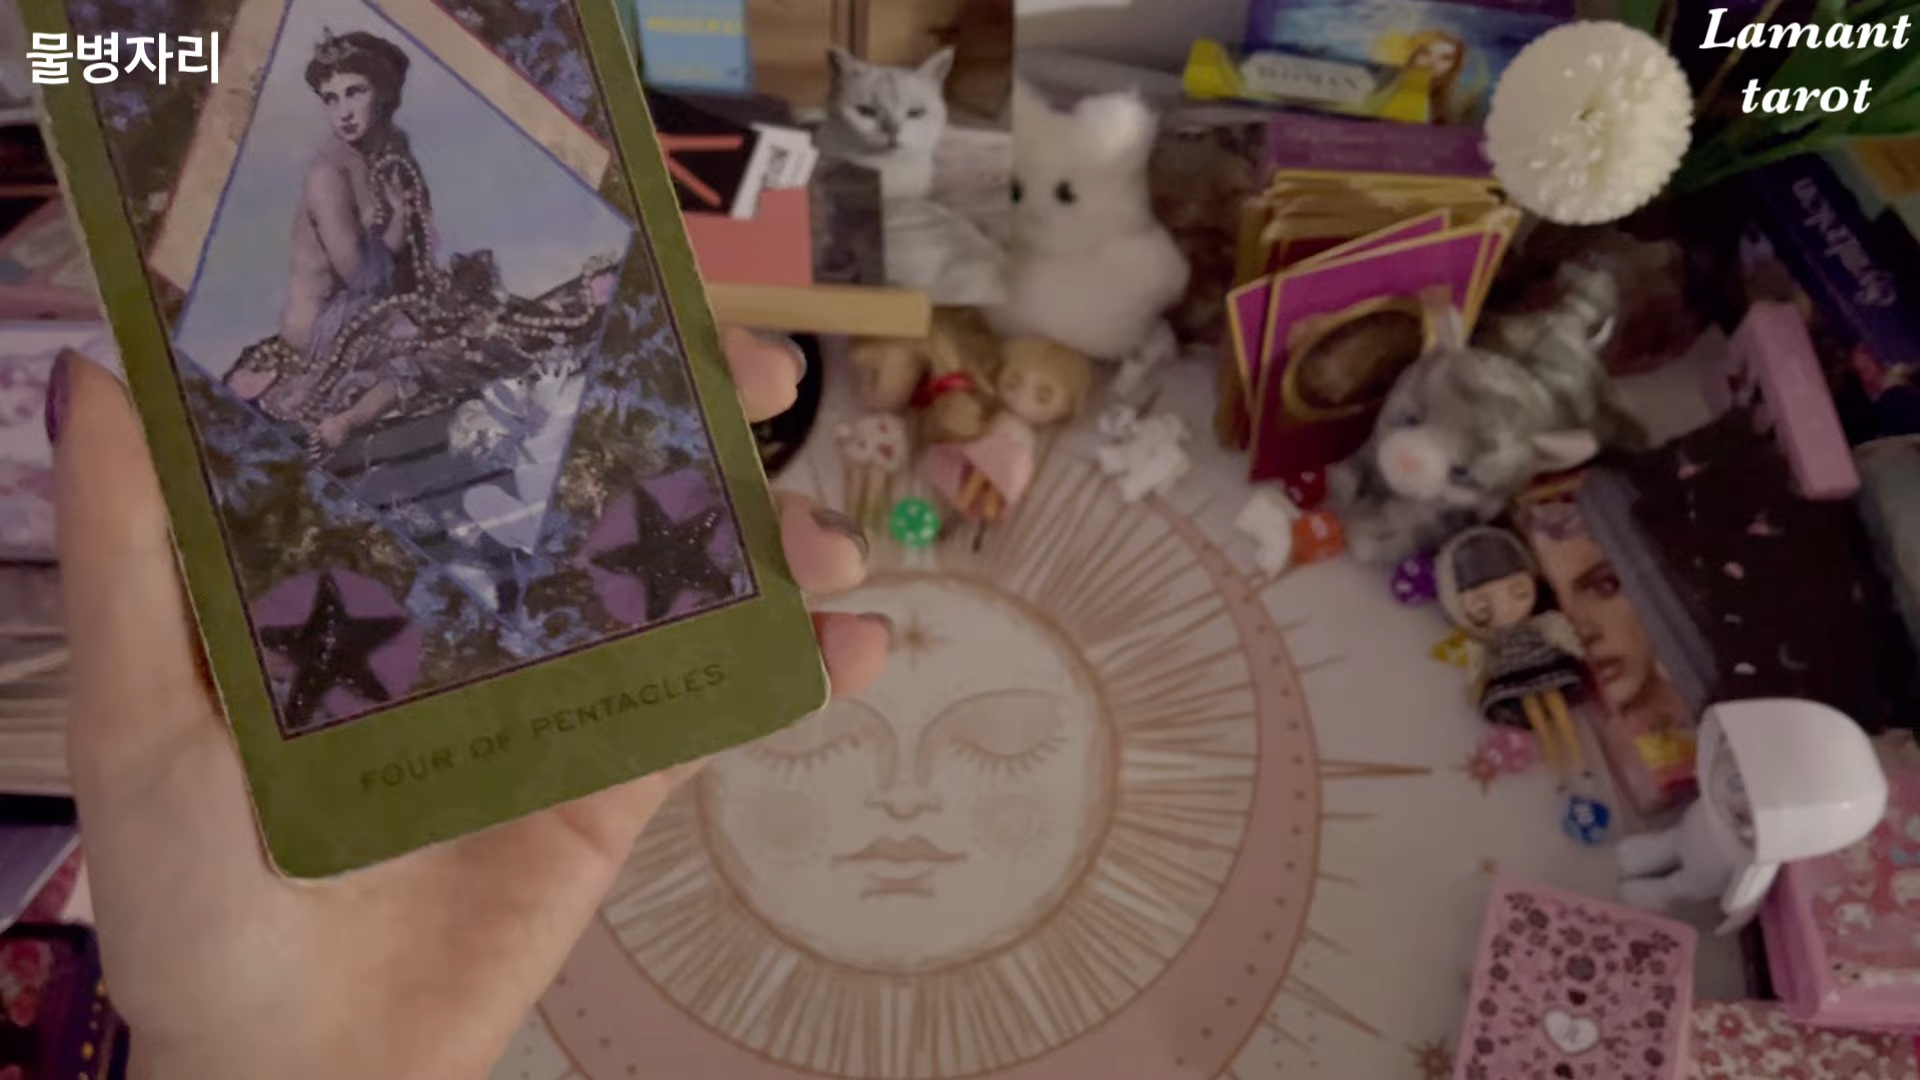 물병자리
Lamant
tarot
FOUR OF PENTACLES